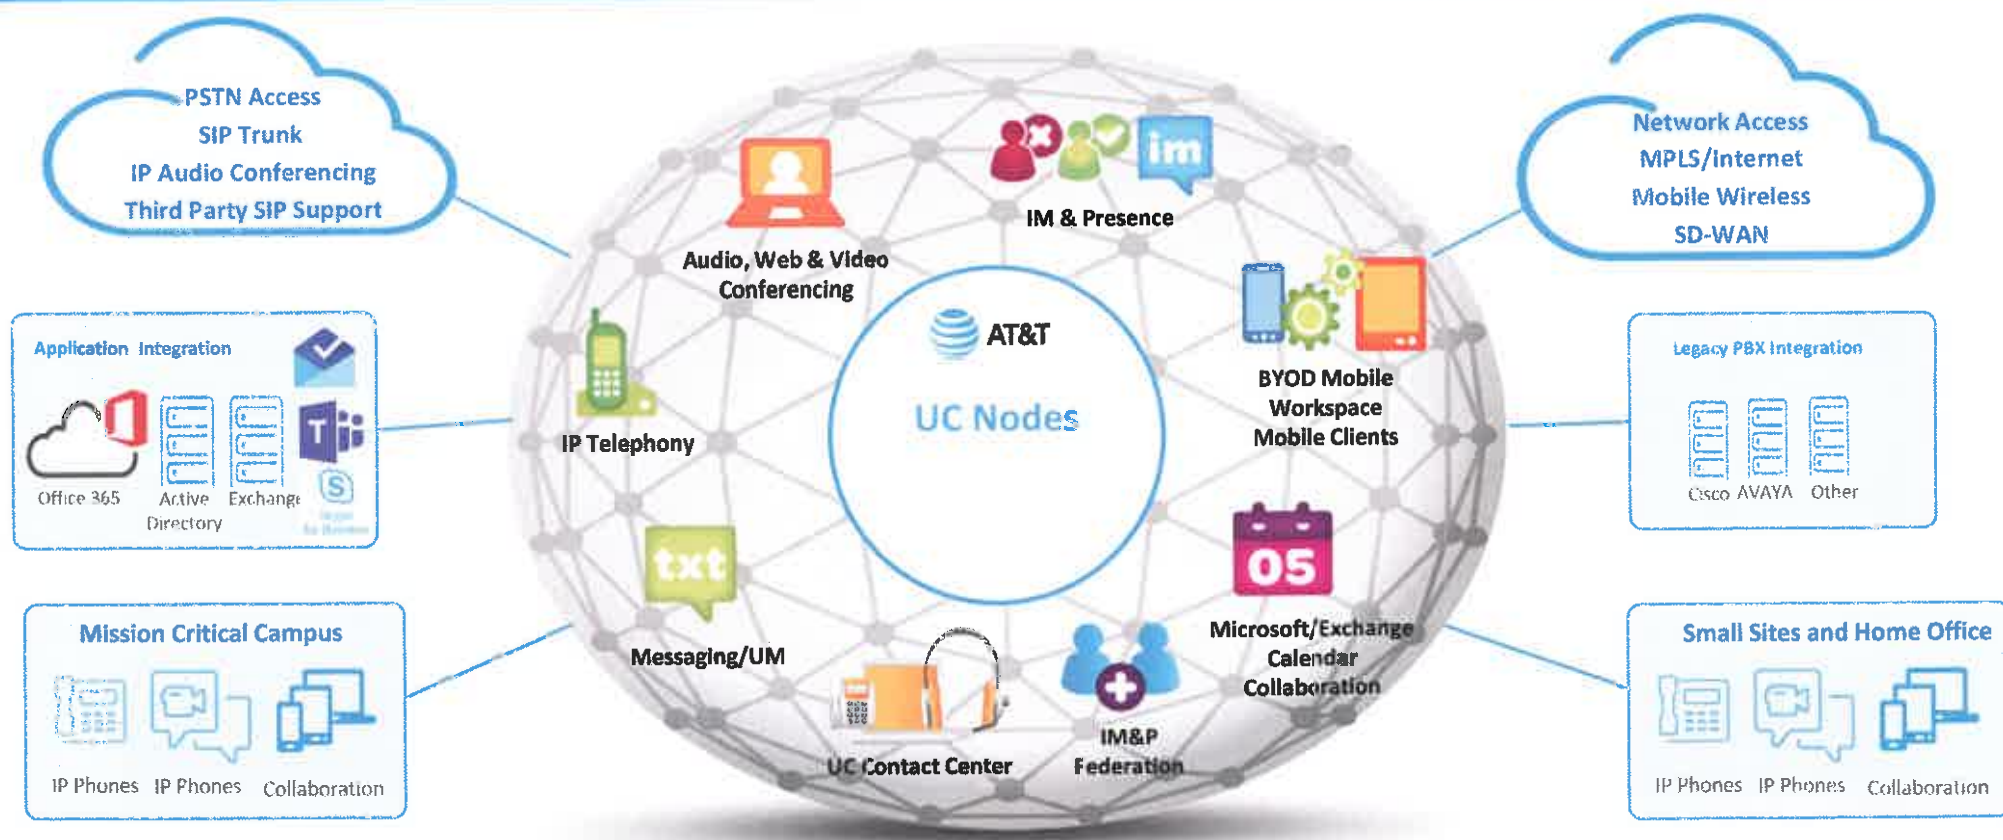 PSTN Access
SIP Trunk
IP Audio Conferencing
Third Party SIP Support
Network Access
MPLS/Internet
Mobile Wireless
SD-WAN
im
IM & Presence
Audio, Web & Video
Conferencing
AT&T
UC Nodes
BYOD Mobile
Workspace
Mobile Clients
IP Telephony
Application Integration
Office 365
Active
Directory
Exchange
T
S
for Business
Legacy PBX Integration
Cisco
AVAYA
Other
txt
Messaging/UM
05
Microsoft/Exchange
Calendar
Collaboration
UC Contact Center
IM&P
Federation
Mission Critical Campus
IP Phones
IP Phones
Collaboration
Small Sites and Home Office
IP Phones
IP Phones
Collaboration